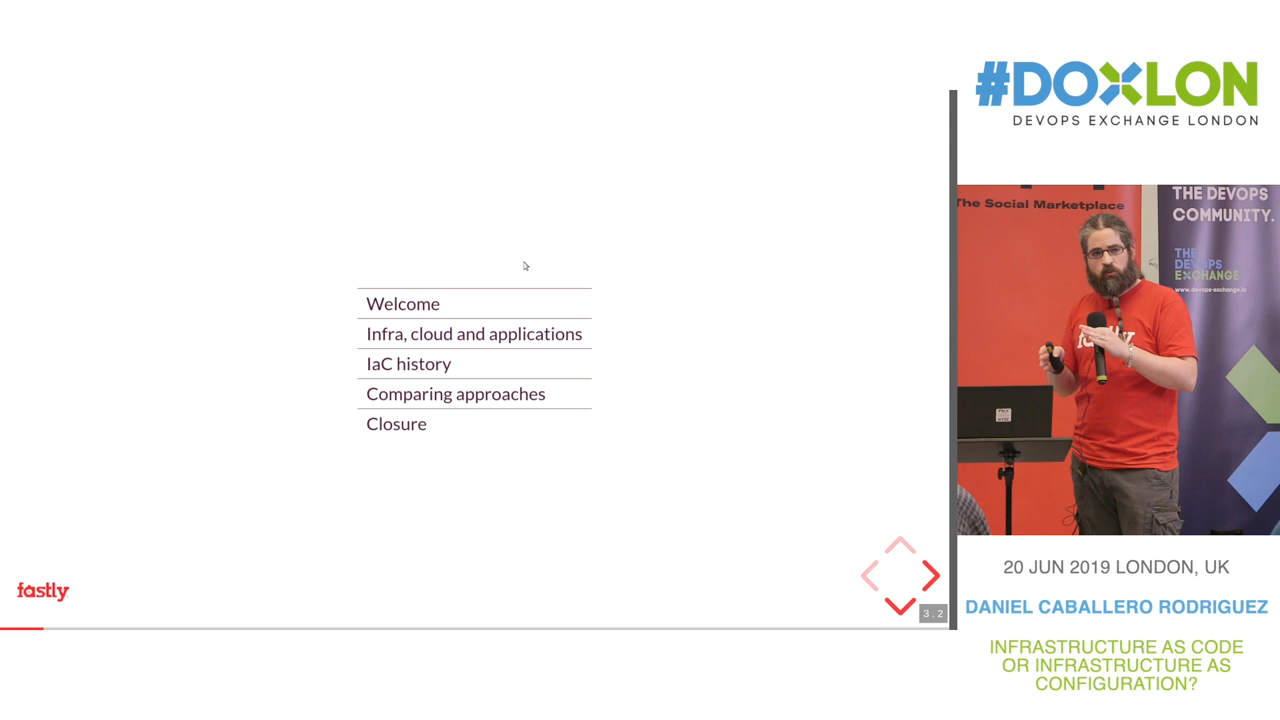 Welcome
Infra, cloud and applications
IaC history
Comparing approaches
Closure
fastly
3.2
#DOXLON
DEVOPS EXCHANGE LONDON
The Social Marketplace
THE DEVOPS
COMMUNITY.
THE
DEVOPS
EXCHANGE
www.devops-exchange.io
fastly
20 JUN 2019 LONDON, UK
DANIEL CABALLERO RODRIGUEZ
INFRASTRUCTURE AS CODE
OR INFRASTRUCTURE AS
CONFIGURATION?